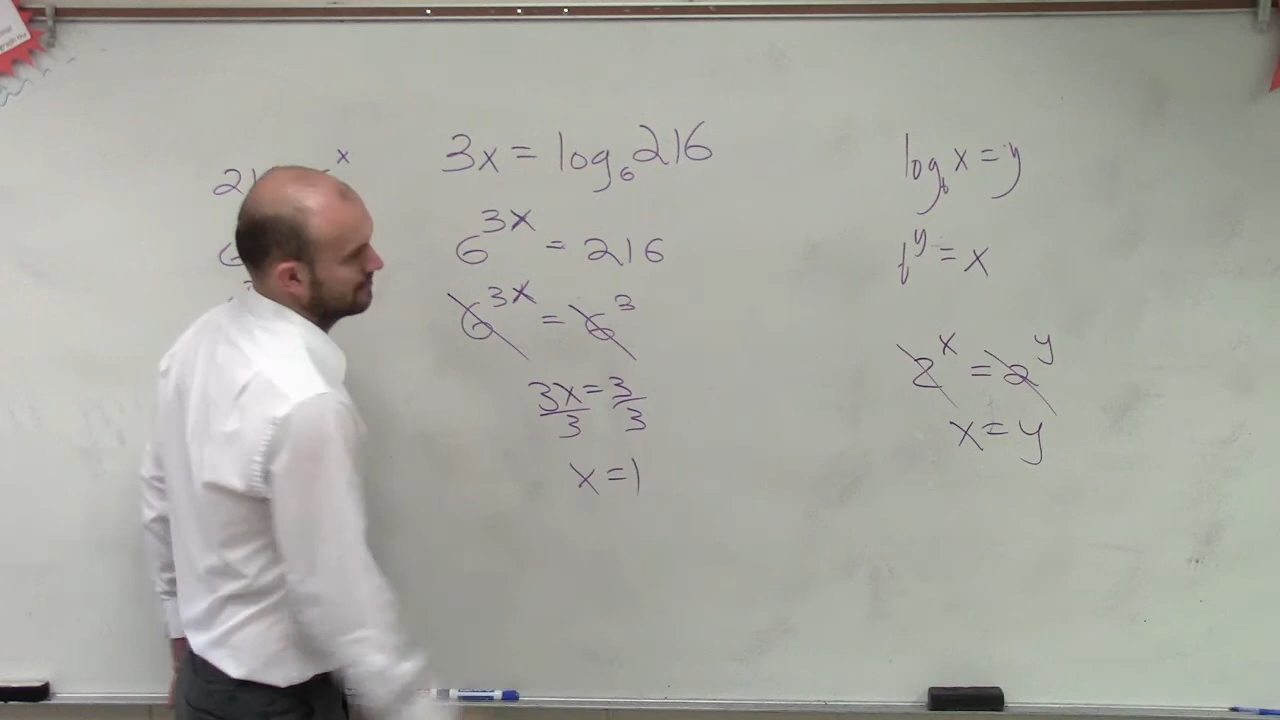 3x = log₆216
6^3x = 216
6^3x = 6^3
3x/3 = 3/3
x = 1
log_b x = y
b^y = x
2^x = 2^y
x = y